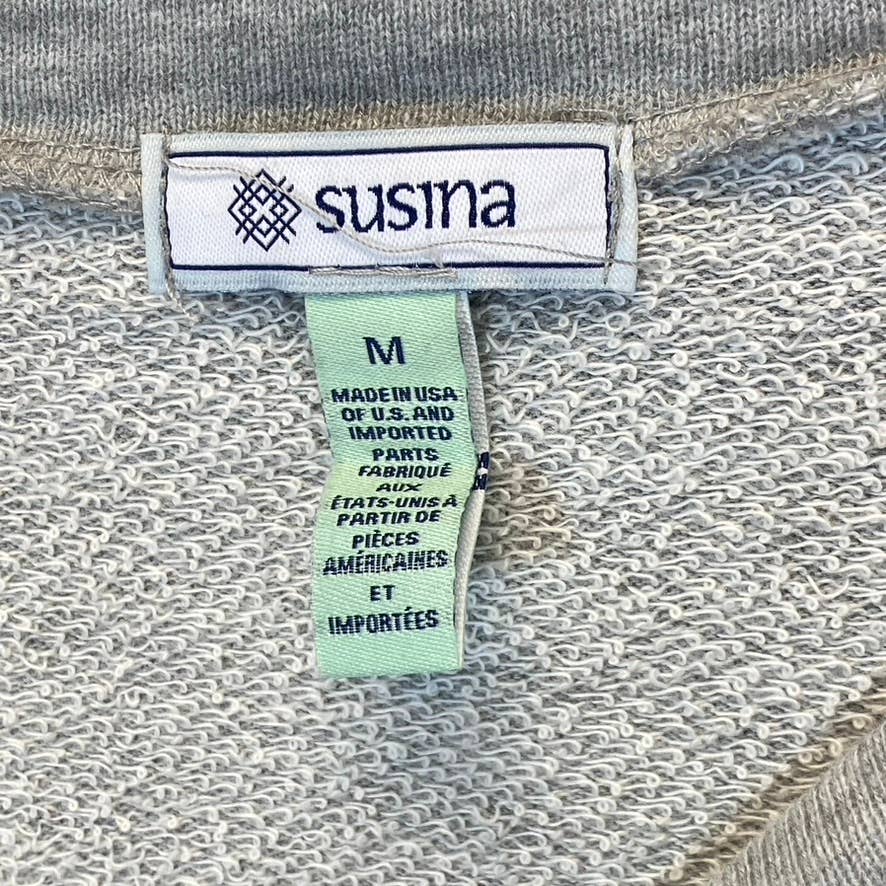 susina
M
MADE IN USA
OF U.S. AND
IMPORTED
PARTS
FABRIQUÉ
AUX
ÉTATS-UNIS À
PARTIR DE
PIÈCES
AMÉRICAINES
ET
IMPORTÉES